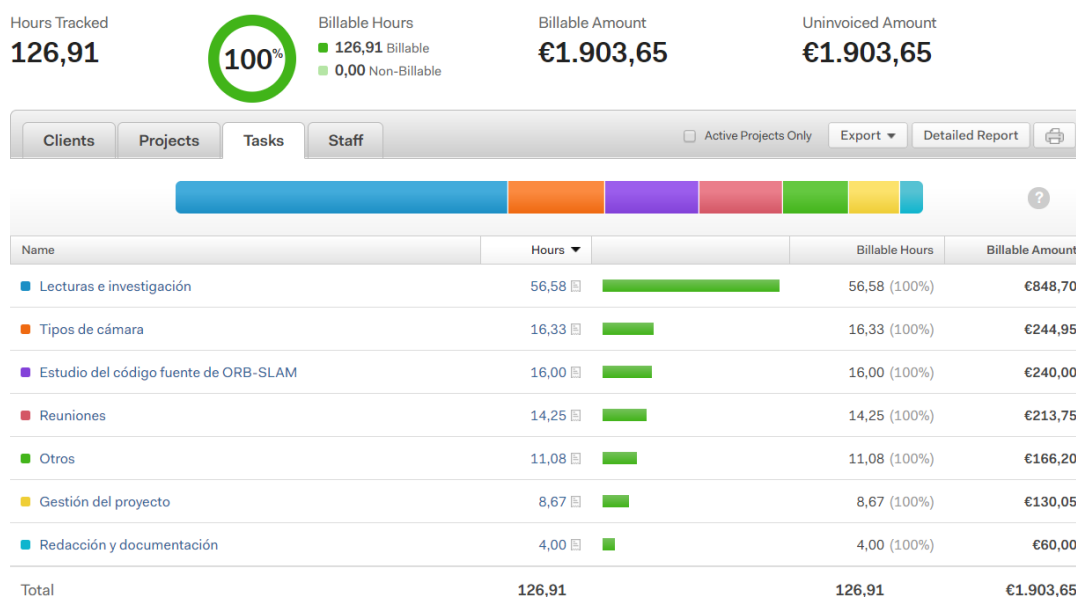 Hours Tracked
126,91
100%
Billable Hours
126,91 Billable
0,00 Non-Billable
Billable Amount
€1.903,65
Uninvoiced Amount
€1.903,65
Clients Projects Tasks Staff Active Projects Only Export Detailed Report
?
Name Hours Billable Hours Billable Amount
Lecturas e investigación 56,58 56,58 (100%) €848,70
Tipos de cámara 16,33 16,33 (100%) €244,95
Estudio del código fuente de ORB-SLAM 16,00 16,00 (100%) €240,00
Reuniones 14,25 14,25 (100%) €213,75
Otros 11,08 11,08 (100%) €166,20
Gestión del proyecto 8,67 8,67 (100%) €130,05
Redacción y documentación 4,00 4,00 (100%) €60,00
Total 126,91 126,91 €1.903,65